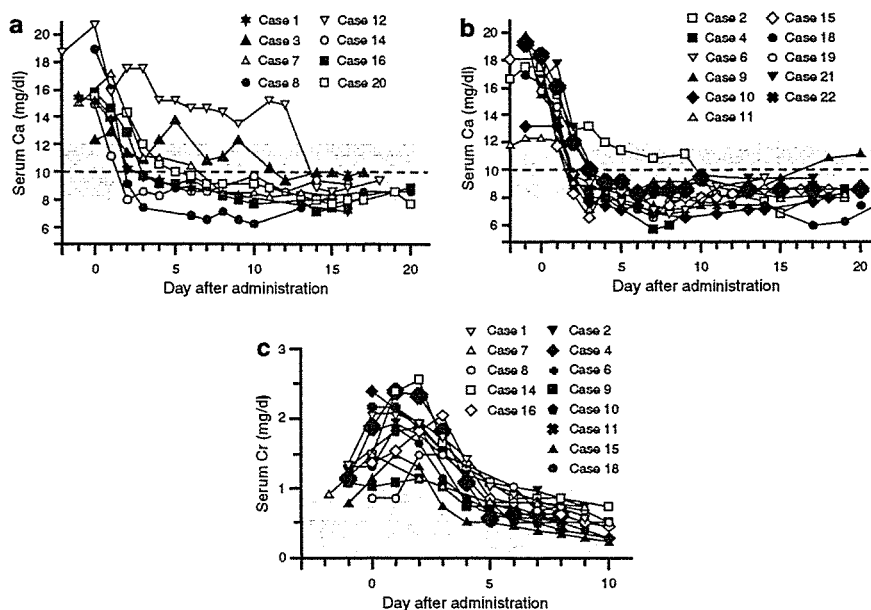 a
Serum Ca (mg/dl)
20
18
16
14
12
10
8
6
0
5
10
15
20
Day after administration
Case 1
Case 3
Case 7
Case 8
Case 12
Case 14
Case 16
Case 20
b
Serum Ca (mg/dl)
20
18
16
14
12
10
8
6
0
5
10
15
20
Day after administration
Case 2
Case 4
Case 6
Case 9
Case 10
Case 11
Case 15
Case 18
Case 19
Case 21
Case 22
c
Serum Cr (mg/d)
3
2
1
0
0
5
10
Day after administration
Case 1
Case 7
Case 8
Case 14
Case 16
Case 2
Case 4
Case 6
Case 9
Case 10
Case 11
Case 15
Case 18